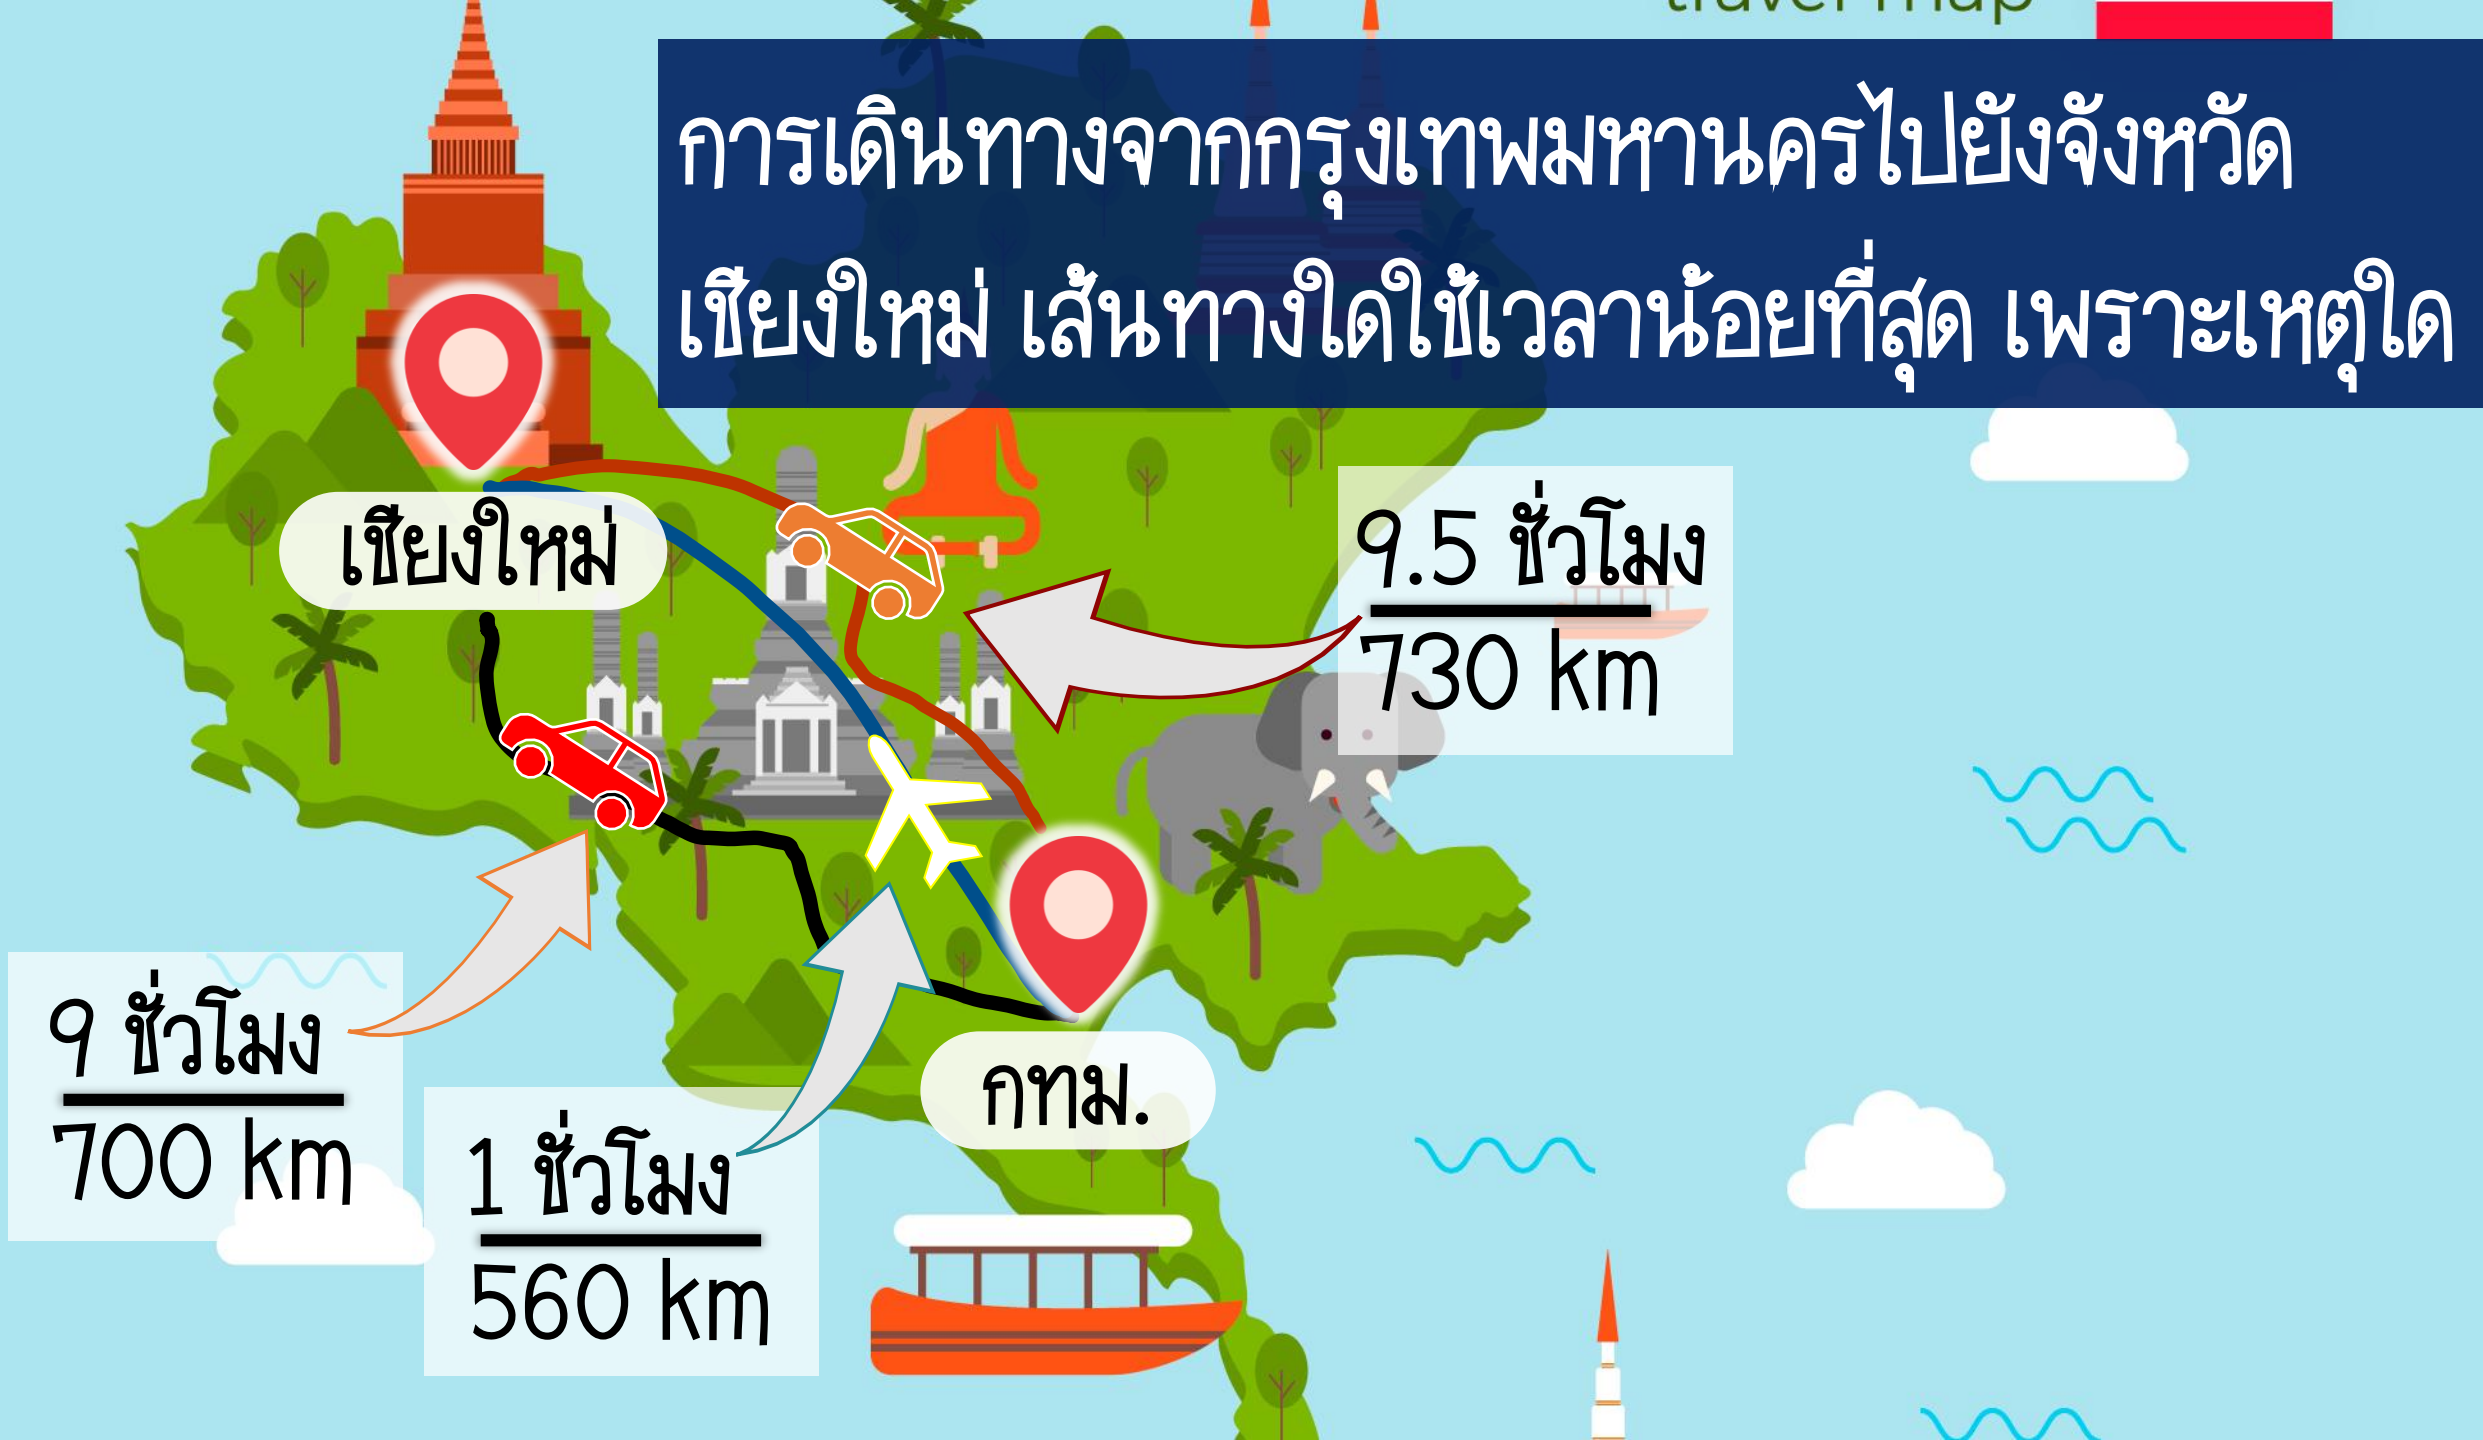 travel map
การเดินทางจากกรุงเทพมหานครไปยังจังหวัด
เชียงใหม่ เส้นทางใดใช้เวลาน้อยที่สุด เพราะเหตุใด
เชียงใหม่
9.5 ชั่วโมง
730 km
9 ชั่วโมง
700 km
1 ชั่วโมง
560 km
กทม.